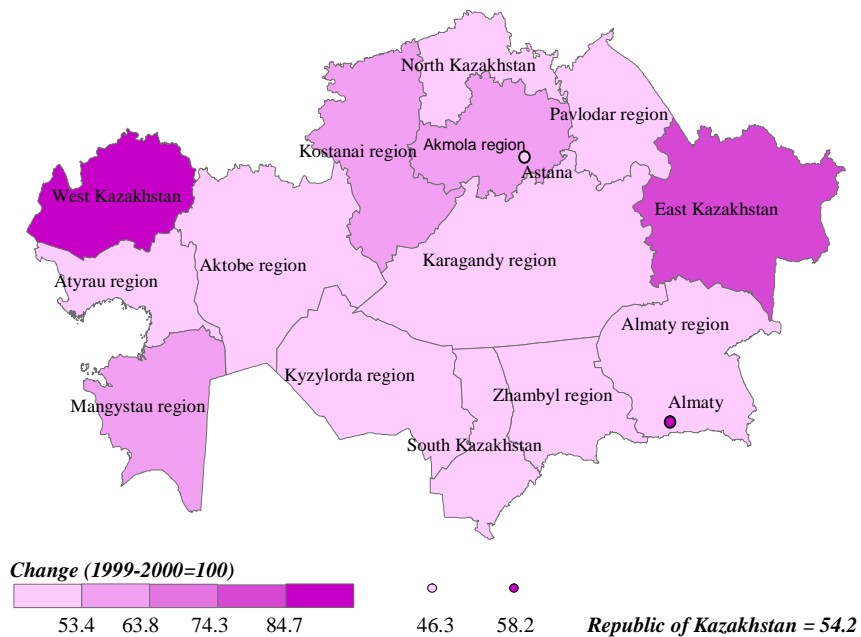 North Kazakhstan
Pavlodar region
Kostanai region
Akmola region
Astana
West Kazakhstan
East Kazakhstan
Aktobe region
Karagandy region
Atyrau region
Almaty region
Kyzylorda region
Zhambyl region
Mangystau region
Almaty
South Kazakhstan
Change (1999-2000=100)
53.4 63.8 74.3 84.7 46.3 58.2 Republic of Kazakhstan = 54.2